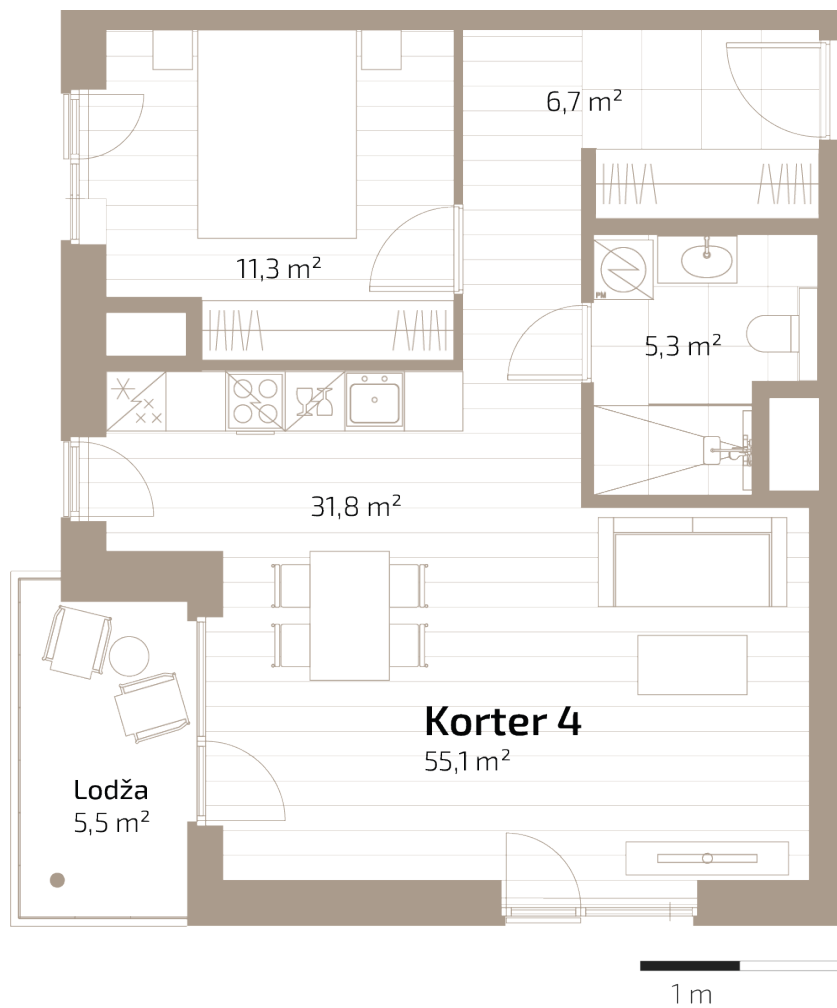 6,7 m²
11,3 m²
PM
5,3 m²
31,8 m²
Korter 4
55,1 m²
Lodža
5,5 m²
1 m